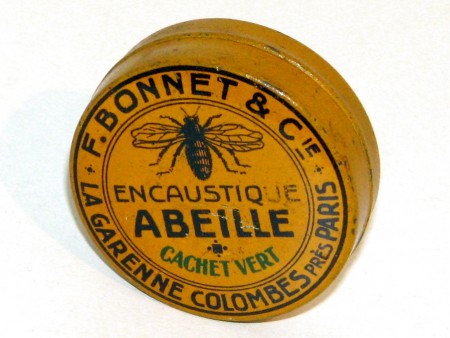 F. BONNET & CIE
ENCAUSTIQUE
ABEILLE
CACHET VERT
LA GARENNE COLOMBES PRÈS PARIS